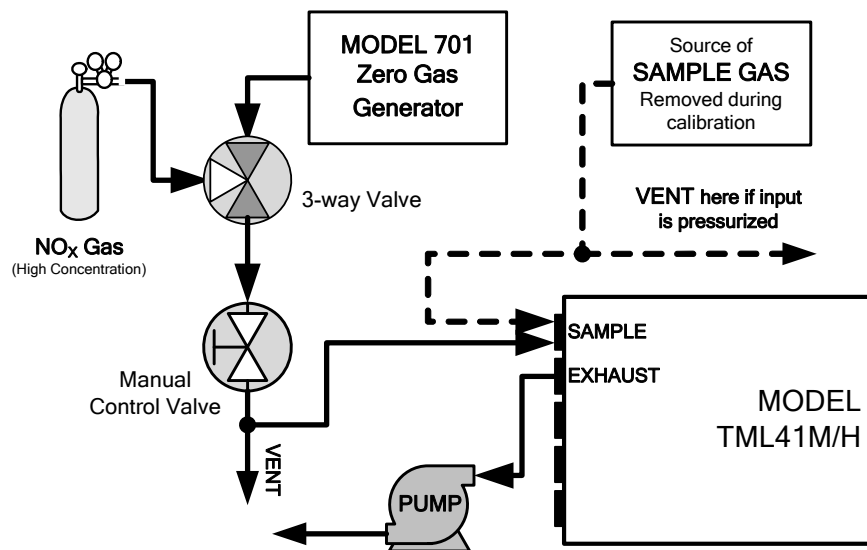 MODEL 701
Zero Gas
Generator
Source of
SAMPLE GAS
Removed during
calibration
3-way Valve
VENT here if input
is pressurized
NOX Gas
(High Concentration)
SAMPLE
EXHAUST
Manual
Control Valve
MODEL
TML41M/H
VENT
PUMP